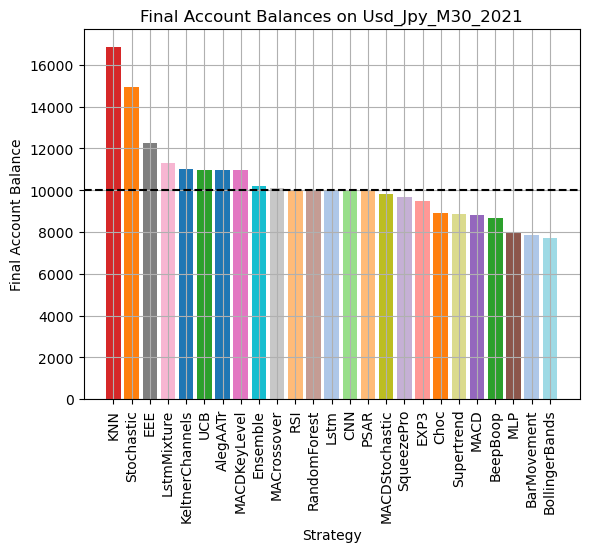 Final Account Balances on Usd_Jpy_M30_2021
Final Account Balance
16000
14000
12000
10000
8000
6000
4000
2000
0
KNN
Stochastic
EEE
LstmMixture
KeltnerChannels
UCB
AlegAATr
MACDKeyLevel
Ensemble
MACrossover
RSI
RandomForest
Lstm
CNN
PSAR
MACDStochastic
SqueezePro
EXP3
Choc
Supertrend
MACD
BeepBoop
MLP
BarMovement
BollingerBands
Strategy